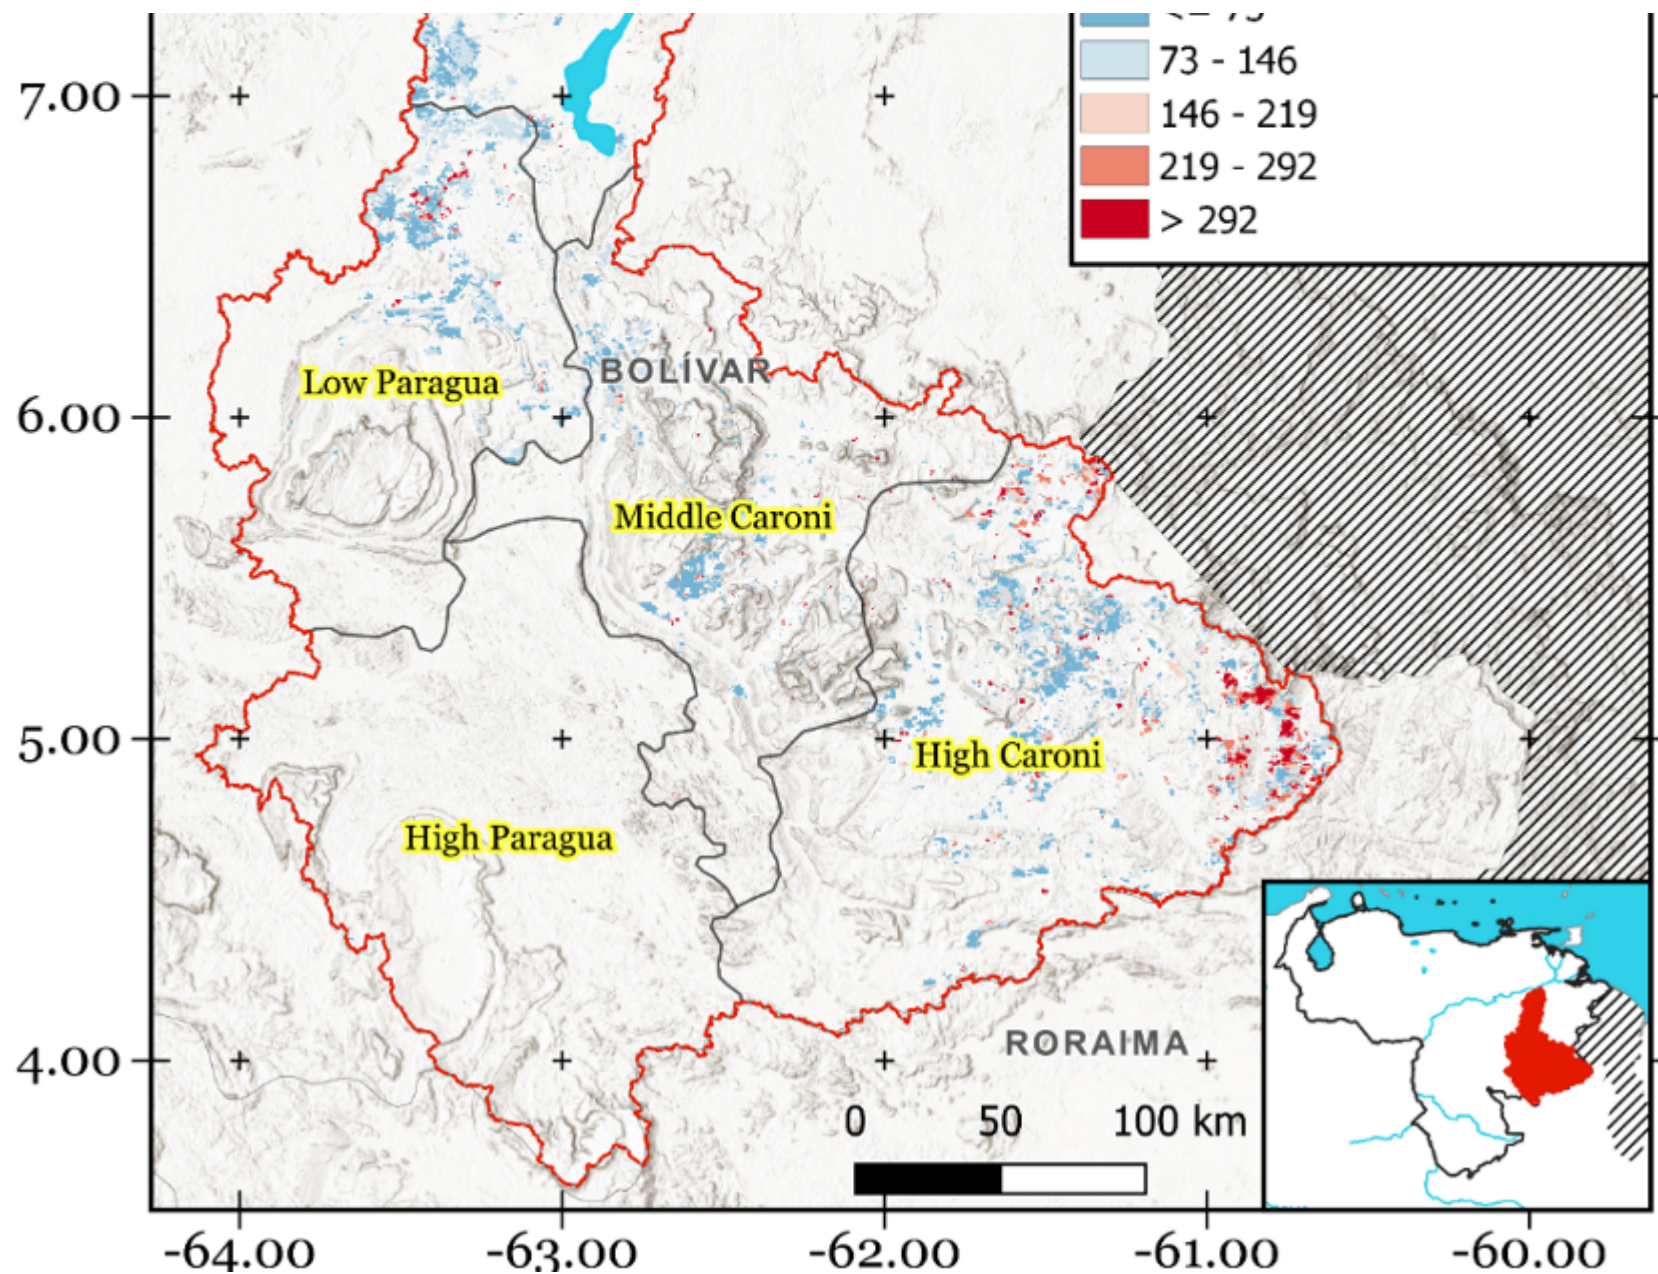 73 - 146
7.00
146 - 219
219 - 292
> 292
BOLÍVAR
Low Paragua
6.00
Middle Caroni
5.00
High Caroni
High Paragua
RORAIMA
4.00
0 50 100 km
-64.00 -63.00 -62.00 -61.00 -60.00